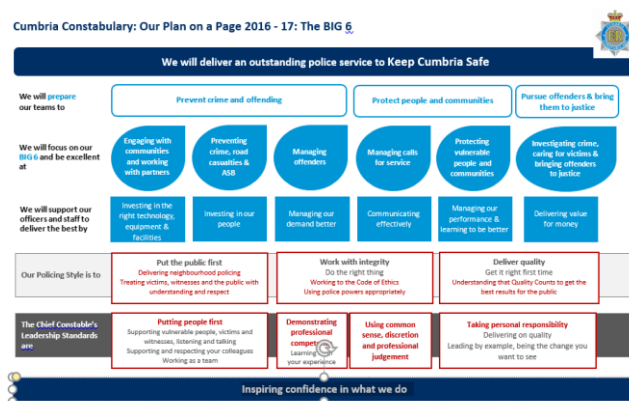 Cumbria Constabulary: Our Plan on a Page 2016 - 17: The BIG 6
We will deliver an outstanding police service to Keep Cumbria Safe
We will prepare
our teams to
Prevent crime and offending
Protect people and communities
Pursue offenders & bring
them to justice
We will focus on our
BIG 6 and be excellent
at
Engaging with
communities
and working
with partners
Preventing
crime, road
casualties &
ASB
Managing
offenders
Managing calls
for service
Protecting
vulnerable
people and
communities
Investigating crime,
caring for victims &
bringing offenders
to justice
We will support our
officers and staff to
deliver the best by
Investing in the
right technology,
equipment &
facilities
Investing in our
people
Managing our
demand better
Communicating
effectively
Managing our
performance &
learning to be better
Delivering value
for money
Our Policing Style is to
Put the public first
Delivering neighbourhood policing
Treating victims, witnesses and the public with
understanding and respect
Work with integrity
Do the right thing
Working to the Code of Ethics
Using police powers appropriately
Deliver quality
Get it right first time
Understanding that Quality Counts to get the
best results for the public
The Chief Constable's
Leadership Standards
are
Putting people first
Supporting vulnerable people, victims and
witnesses, listening and talking
Supporting and respecting your colleagues
Working as a team
Demonstrating
professional
Learning
your experience
Using common
sense, discretion
and professional
judgement
Taking personal responsibility
Delivering on quality
Leading by example, being the change you
want to see
Inspiring confidence in what we do